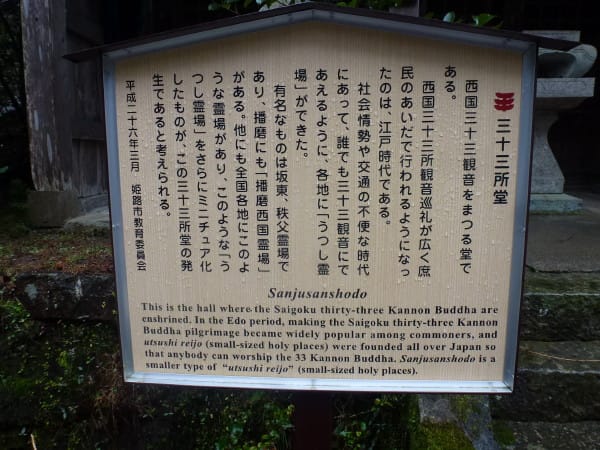 三十三所堂
西国三十三観音をまつる堂で
ある。
西国三十三所観音巡礼が広く庶
民のあいだで行われるようになっ
たのは、江戸時代である。
社会情勢や交通の不便な時代
にあって、誰でも三十三観音にで
あえるように、各地に「うつし霊
場」ができた。
有名なものは坂東、秩父霊場で
あり、播磨にも「播磨西国霊場」
がある。他にも全国各地にこのよ
うな霊場があり、このような「う
つし霊場」をさらにミニチュア化
したものが、この三十三所堂の発
生であると考えられる。
平成二十六年三月 姫路市教育委員会
Sanjusanshodo
This is the hall where the Saigoku thirty-three Kannon Buddha are
enshrined. In the Edo period, making the Saigoku thirty-three Kannon
Buddha pilgrimage became widely popular among commoners, and
utsushi reijo (small-sized holy places) were founded all over Japan so
that anybody can worship the 33 Kannon Buddha. Sanjusanshodo is a
smaller type of “utsushi reijo” (small-sized holy places).